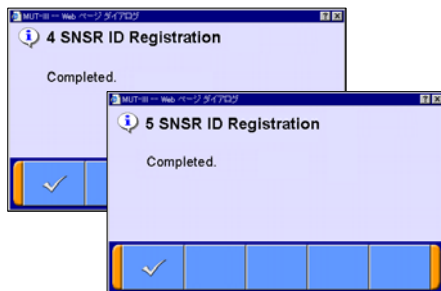 MUT-III -- Web ページ ダイアログ
4 SNSR ID Registration
Completed.
MUT-III -- Web ページ ダイアログ
5 SNSR ID Registration
Completed.